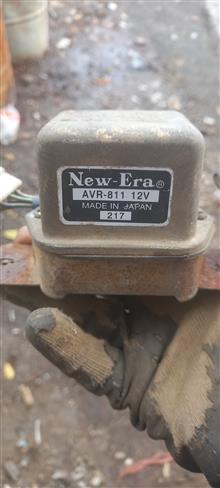 New-Era®
AVR-811 12V
MADE IN JAPAN
217